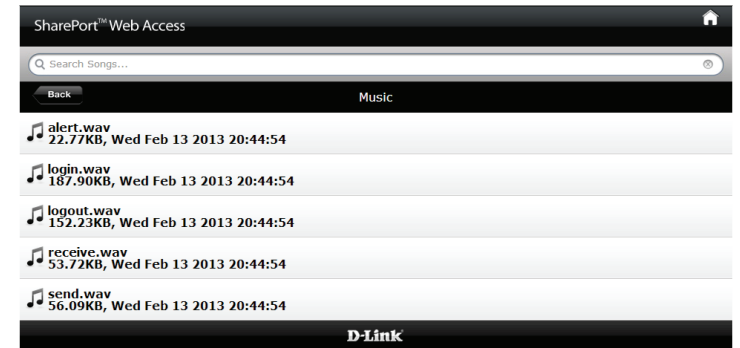 SharePort™ Web Access
Search Songs...
Back
Music
alert.wav
22.77KB, Wed Feb 13 2013 20:44:54
login.wav
187.90KB, Wed Feb 13 2013 20:44:54
logout.wav
152.23KB, Wed Feb 13 2013 20:44:54
receive.wav
53.72KB, Wed Feb 13 2013 20:44:54
send.wav
56.09KB, Wed Feb 13 2013 20:44:54
D-Link